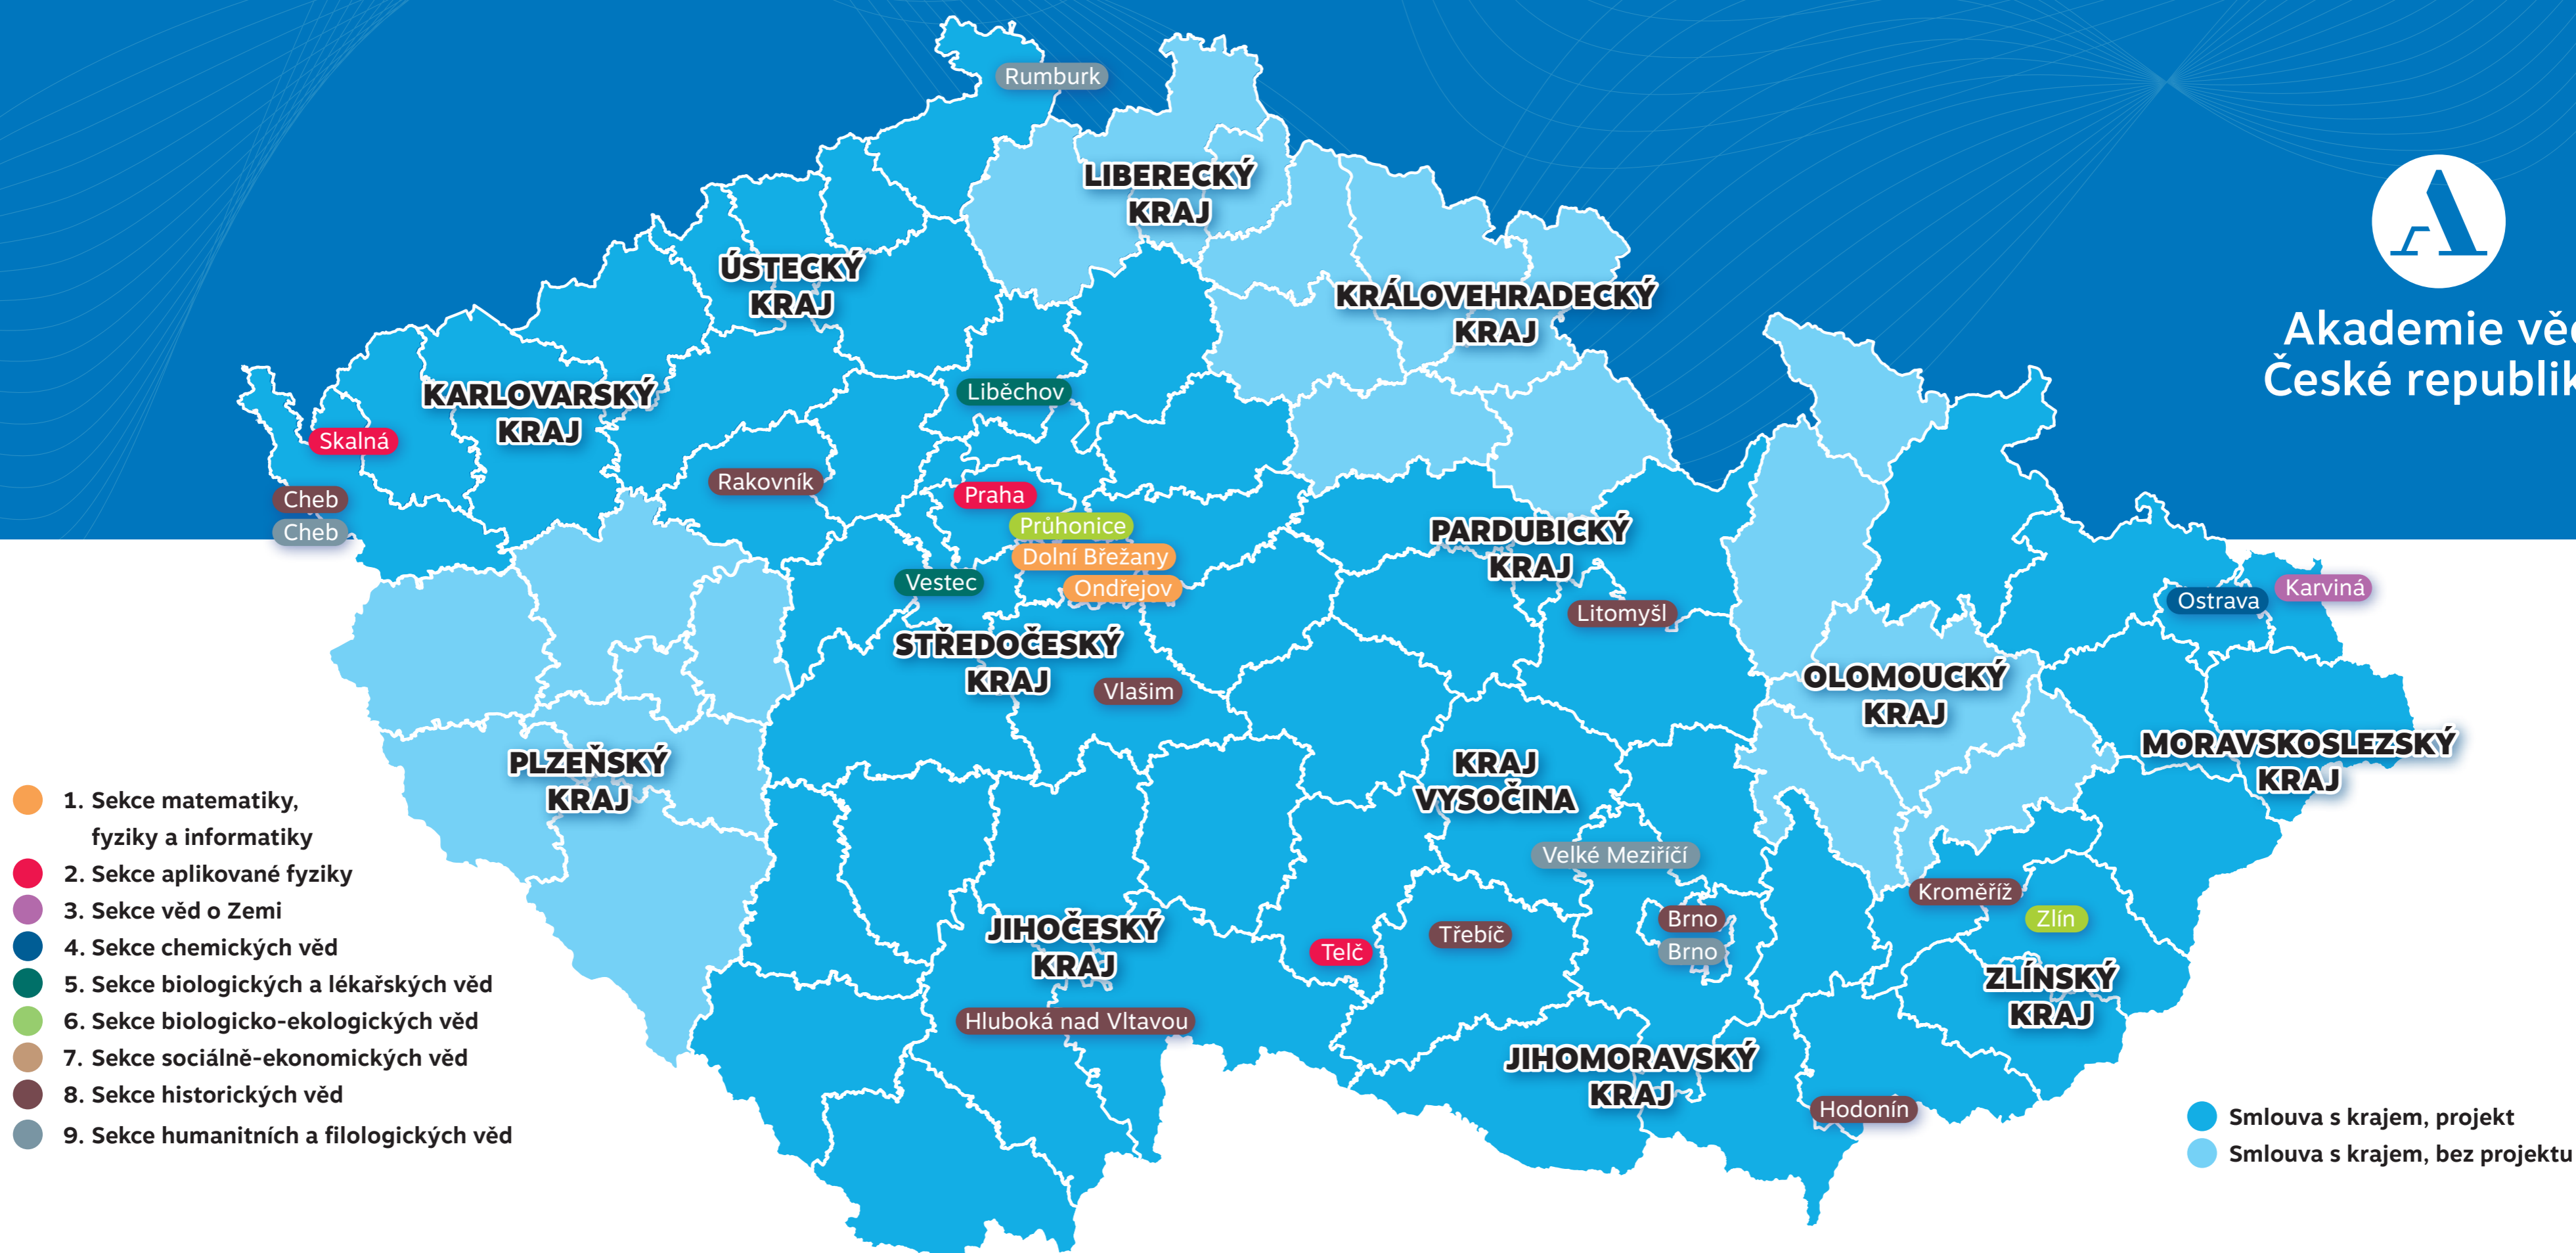 Rumburk
LIBERECKÝ
KRAJ
ÚSTECKÝ
KRAJ
KRÁLOVEHRADECKÝ
KRAJ
Akademie věd
České republik
KARLOVARSKÝ
KRAJ
Liběchov
Skalná
Rakovník
Cheb
Praha
Cheb
Průhonice
PARDUBICKÝ
KRAJ
Dolní Břežany
Vestec
Ondřejov
Karviná
Ostrava
Litomyšl
STŘEDOČESKÝ
KRAJ
OLOMOUCKÝ
KRAJ
Vlašim
MORAVSKOSLEZSKÝ
KRAJ
PLZEŇSKÝ
KRAJ
KRAJ
VYSOČINA
Velké Meziříčí
Kroměříž
Brno
Zlín
JIHOČESKÝ
KRAJ
Třebíč
Telč
Brno
ZLÍNSKÝ
KRAJ
Hluboká nad Vltavou
JIHOMORAVSKÝ
KRAJ
Hodonín
1. Sekce matematiky,
fyziky a informatiky
2. Sekce aplikované fyziky
3. Sekce věd o Zemi
4. Sekce chemických věd
5. Sekce biologických a lékařských věd
6. Sekce biologicko-ekologických věd
7. Sekce sociálně-ekonomických věd
8. Sekce historických věd
9. Sekce humanitních a filologických věd
Smlouva s krajem, projekt
Smlouva s krajem, bez projektu